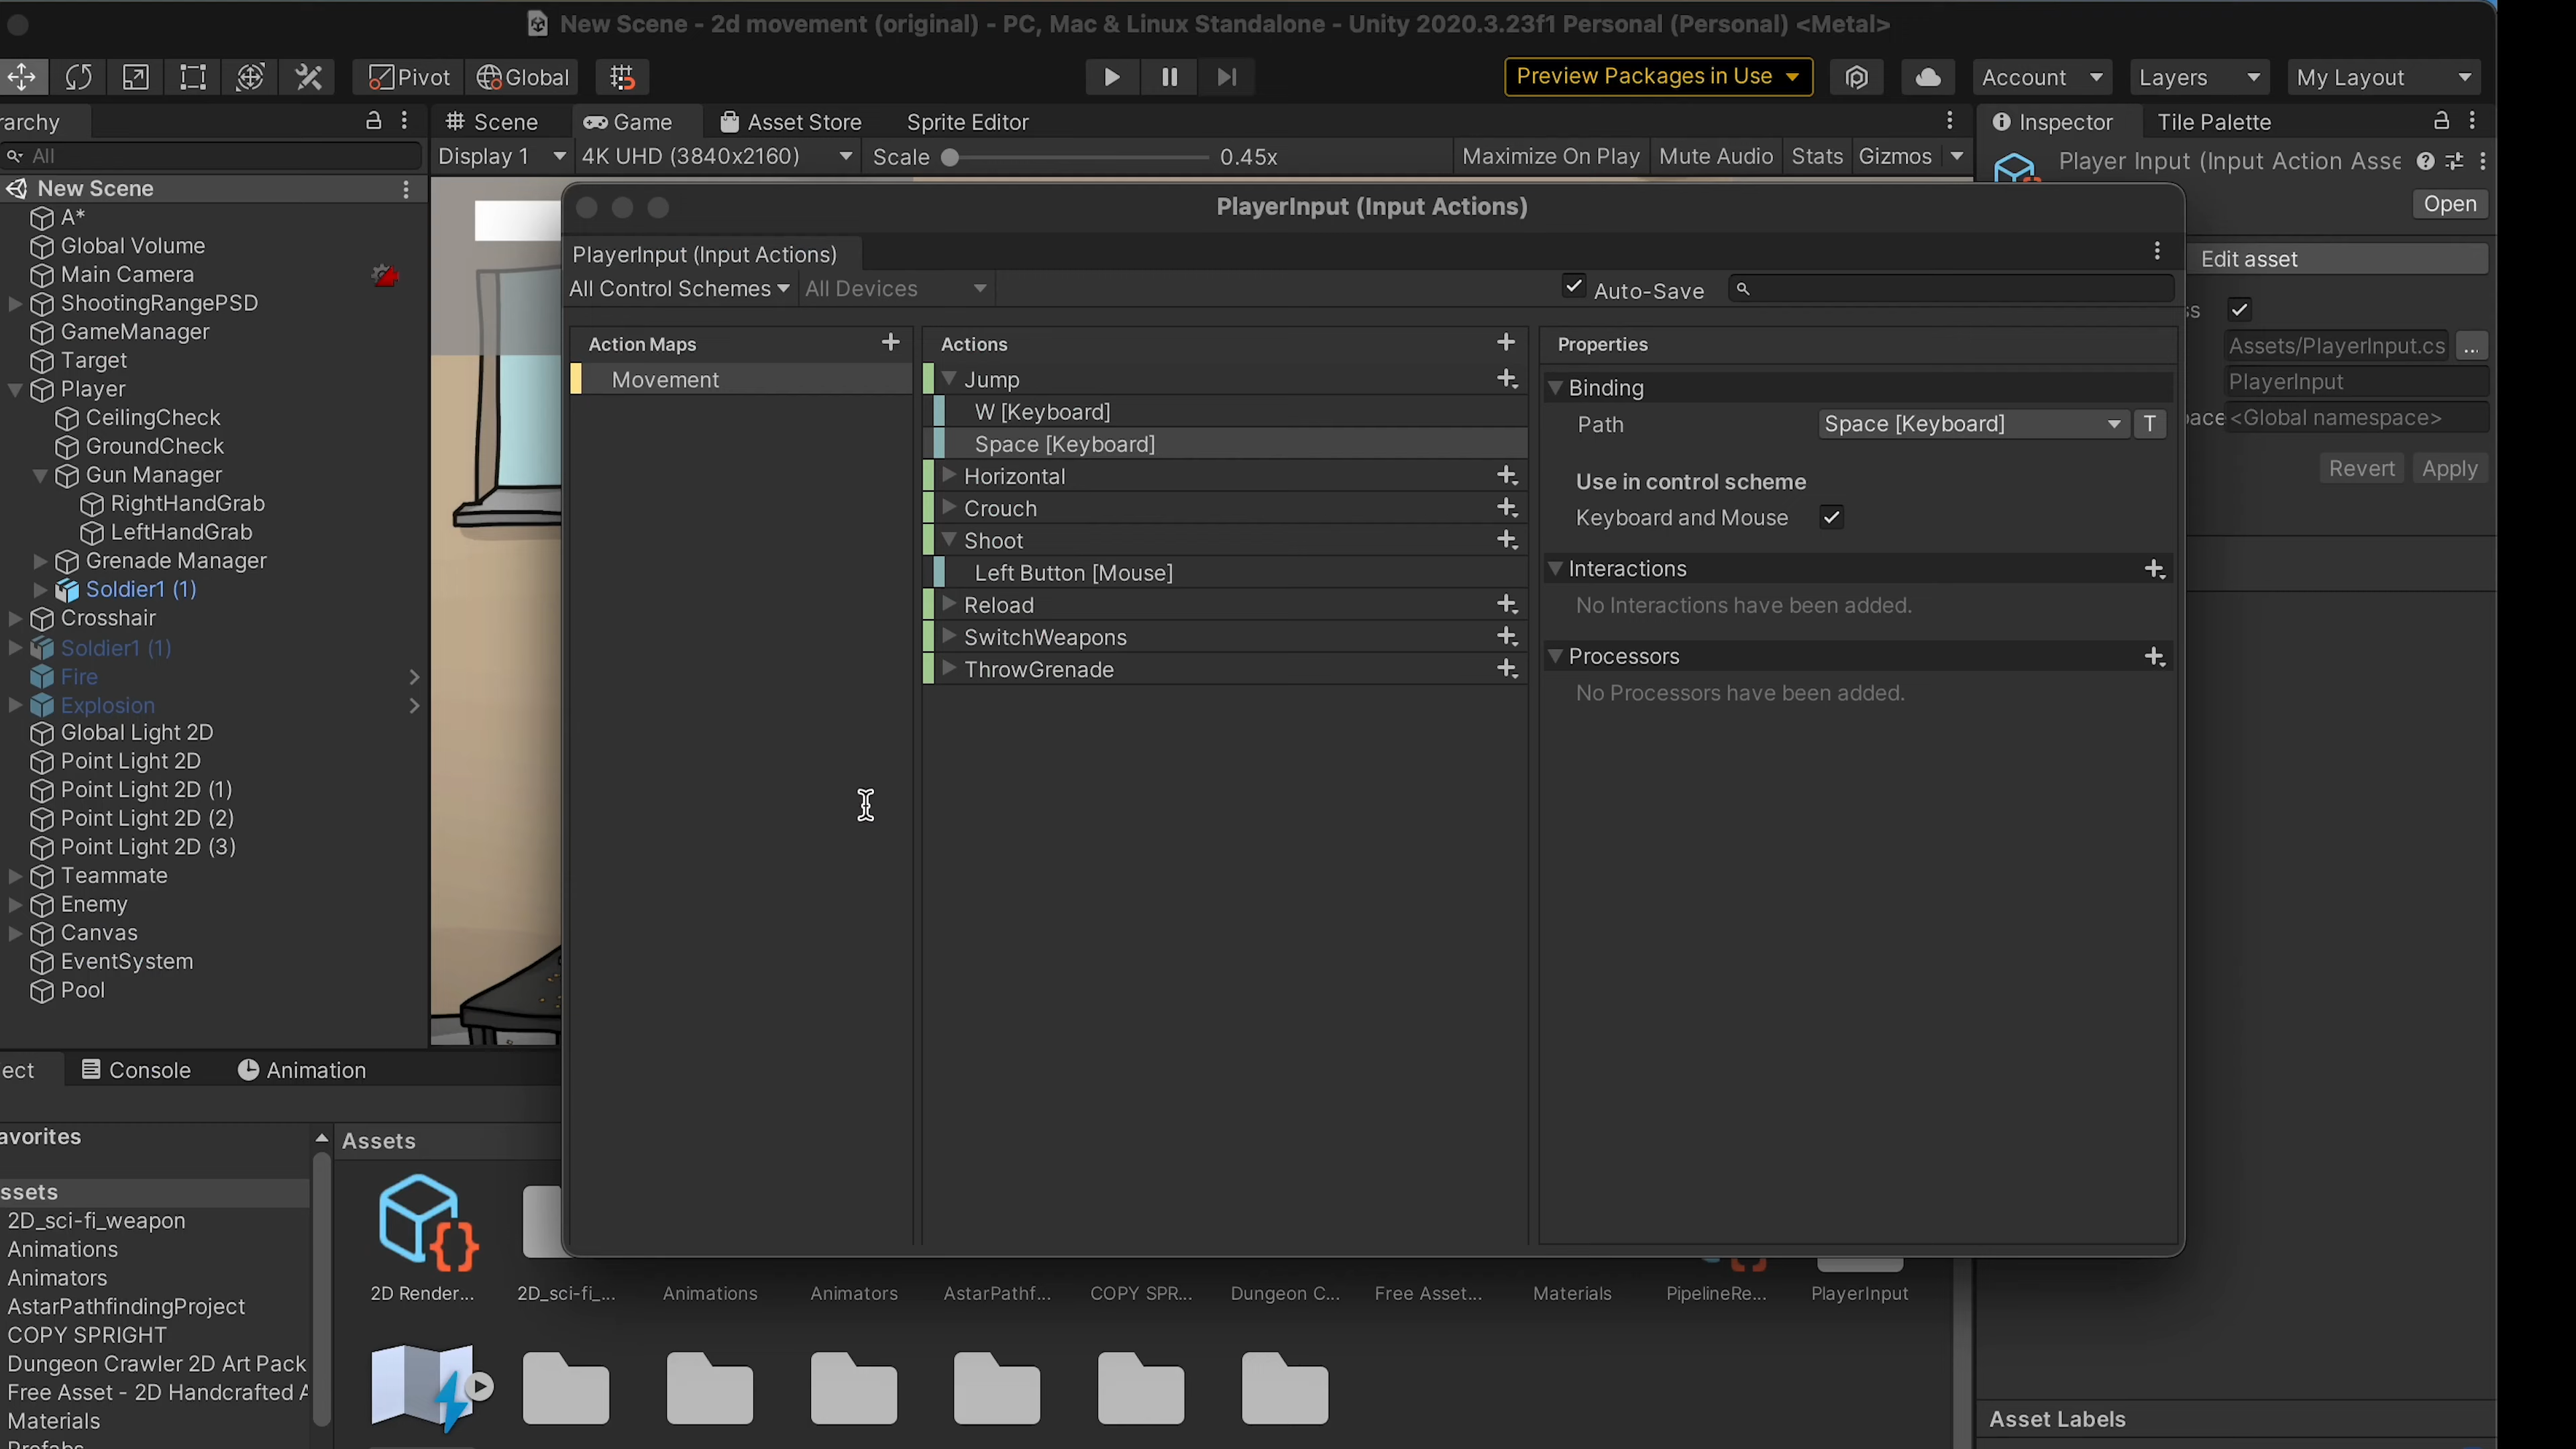 New Scene - 2d movement (original) - PC, Mac & Linux Standalone - Unity 2020.3.23f1 Personal (Personal) <Metal>
Pivot Global Preview Packages in Use Account Layers My Layout
rarchy Scene Game Asset Store Sprite Editor Inspector Tile Palette
All Display 1 4K UHD (3840x2160) Scale 0.45x Maximize On Play Mute Audio Stats Gizmos
Player Input (Input Action Asse
Open
New Scene
A*
Global Volume
Main Camera
ShootingRangePSD
GameManager
Target
Player
CeilingCheck
GroundCheck
Gun Manager
RightHandGrab
LeftHandGrab
Grenade Manager
Soldier1 (1)
Crosshair
Soldier1 (1)
Fire
Explosion
Global Light 2D
Point Light 2D
Point Light 2D (1)
Point Light 2D (2)
Point Light 2D (3)
Teammate
Enemy
Canvas
EventSystem
Pool
PlayerInput (Input Actions)
PlayerInput (Input Actions)
All Control Schemes All Devices Auto-Save
Action Maps
Movement
Actions
Jump
W [Keyboard]
Space [Keyboard]
Horizontal
Crouch
Shoot
Left Button [Mouse]
Reload
SwitchWeapons
ThrowGrenade
Properties
Binding
Path Space [Keyboard] T
Use in control scheme
Keyboard and Mouse
Interactions
No Interactions have been added.
Processors
No Processors have been added.
Edit asset
s
Assets/PlayerInput.cs ...
PlayerInput
ace <Global namespace>
Revert Apply
ect Console Animation
avorites
ssets
2D_sci-fi_weapon
Animations
Animators
AstarPathfindingProject
COPY SPRIGHT
Dungeon Crawler 2D Art Pack
Free Asset - 2D Handcrafted A
Materials
Prefabs
Assets
2D Render... 2D_sci-fi_... Animations Animators AstarPathf... COPY SPR... Dungeon C... Free Asset... Materials PipelineRe... PlayerInput
Asset Labels